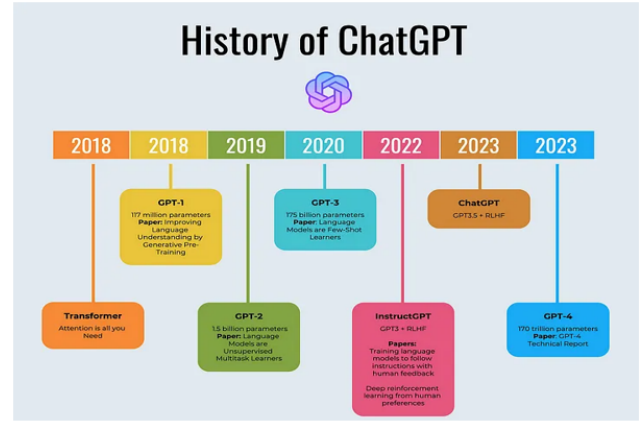 History of ChatGPT
2018 2018 2019 2020 2022 2023 2023
GPT-1
117 million parameters
Paper: Improving
Language
Understanding by
Generative Pre-
Training
GPT-3
175 billion parameters
Paper: Language
Models are Few-Shot
Learners
ChatGPT
GPT3.5 + RLHF
Transformer
Attention is all you
Need
GPT-2
1.5 billion parameters
Paper: Language
Models are
Unsupervised
Multitask Learners
InstructGPT
GPT3 + RLHF
Papers:
Training language
models to follow
instructions with
human feedback
Deep reinforcement
learning from human
preferences
GPT-4
170 trillion parameters
Paper: GPT-4
Technical Report